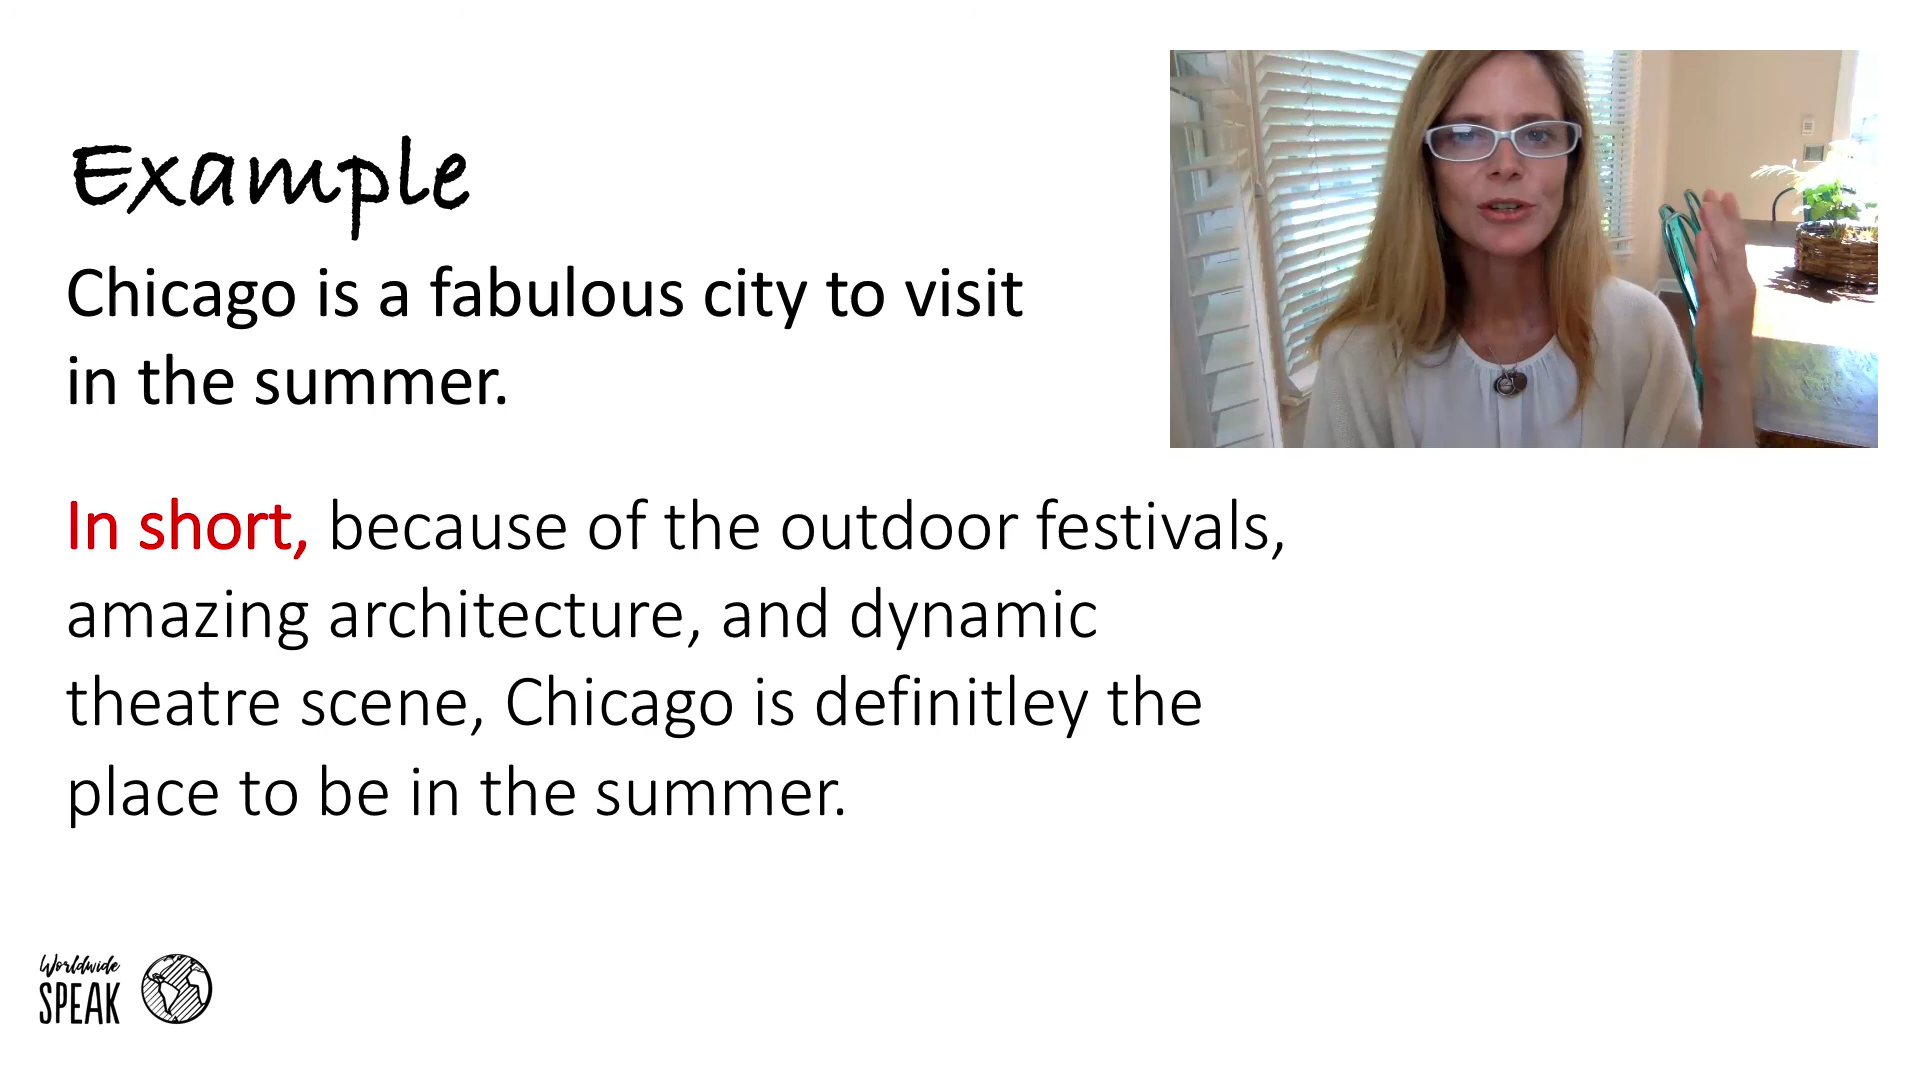 Example
Chicago is a fabulous city to visit
in the summer.
In short, because of the outdoor festivals,
amazing architecture, and dynamic
theatre scene, Chicago is definitley the
place to be in the summer.
Worldwide
SPEAK